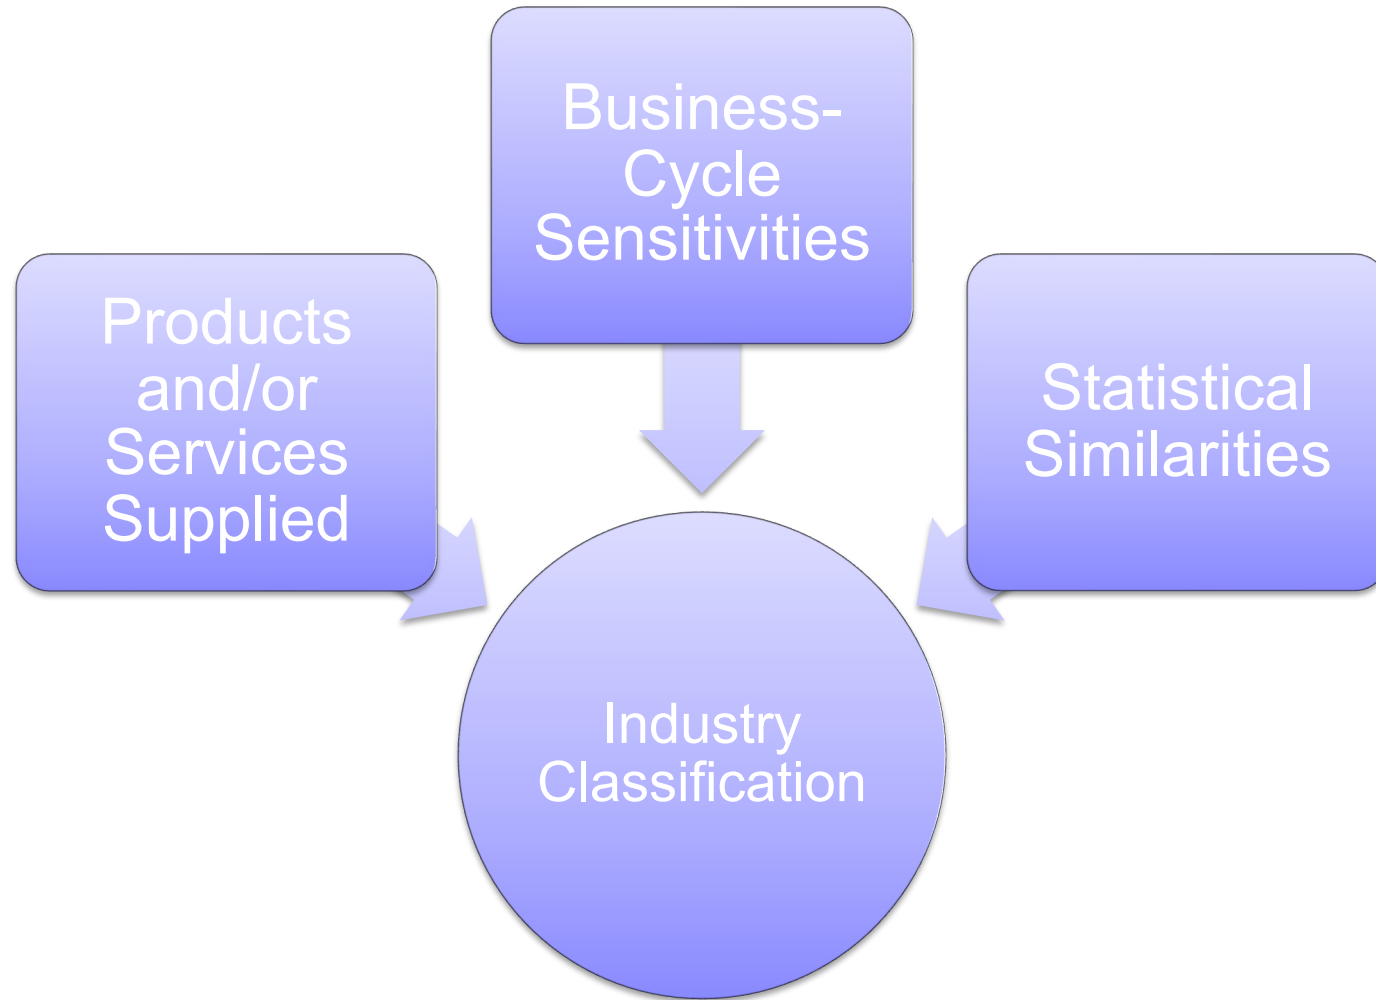 Business-
Cycle
Sensitivities
Products
and/or
Services
Supplied
Statistical
Similarities
Industry
Classification